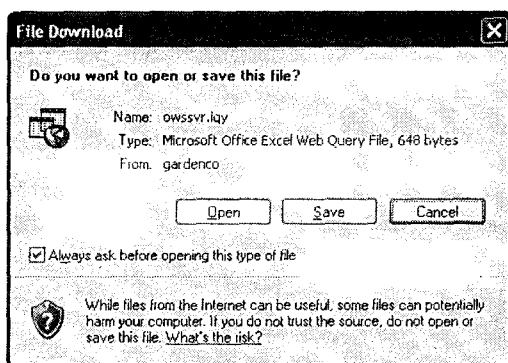 File Download
Do you want to open or save this file?
Name: owssvr.iqy
Type: Microsoft Office Excel Web Query File, 648 bytes
From: gardenco
Open Save Cancel
Always ask before opening this type of file
While files from the Internet can be useful, some files can potentially
harm your computer. If you do not trust the source, do not open or
save this file. What's the risk?